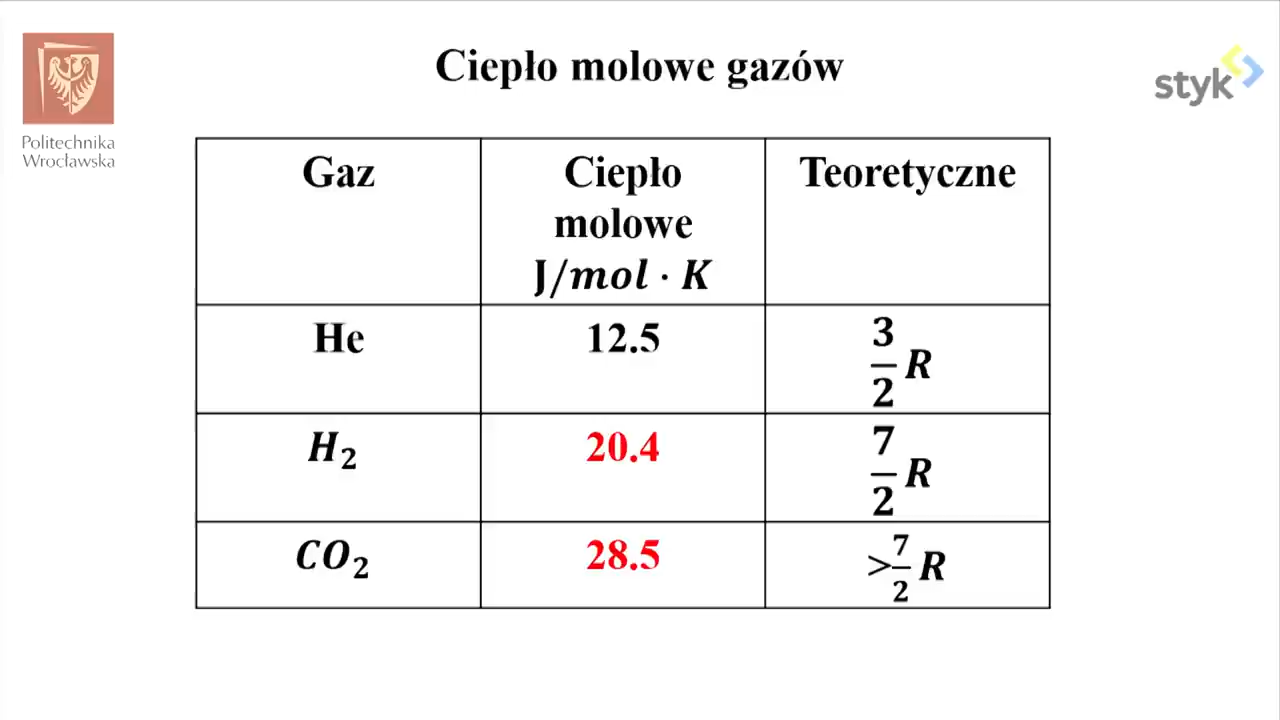 Ciepło molowe gazów
Politechnika
Wrocławska
styk
Gaz
Ciepło
molowe
J/mol · K
Teoretyczne
He
12.5
3/2 R
H₂
20.4
7/2 R
CO₂
28.5
>7/2 R